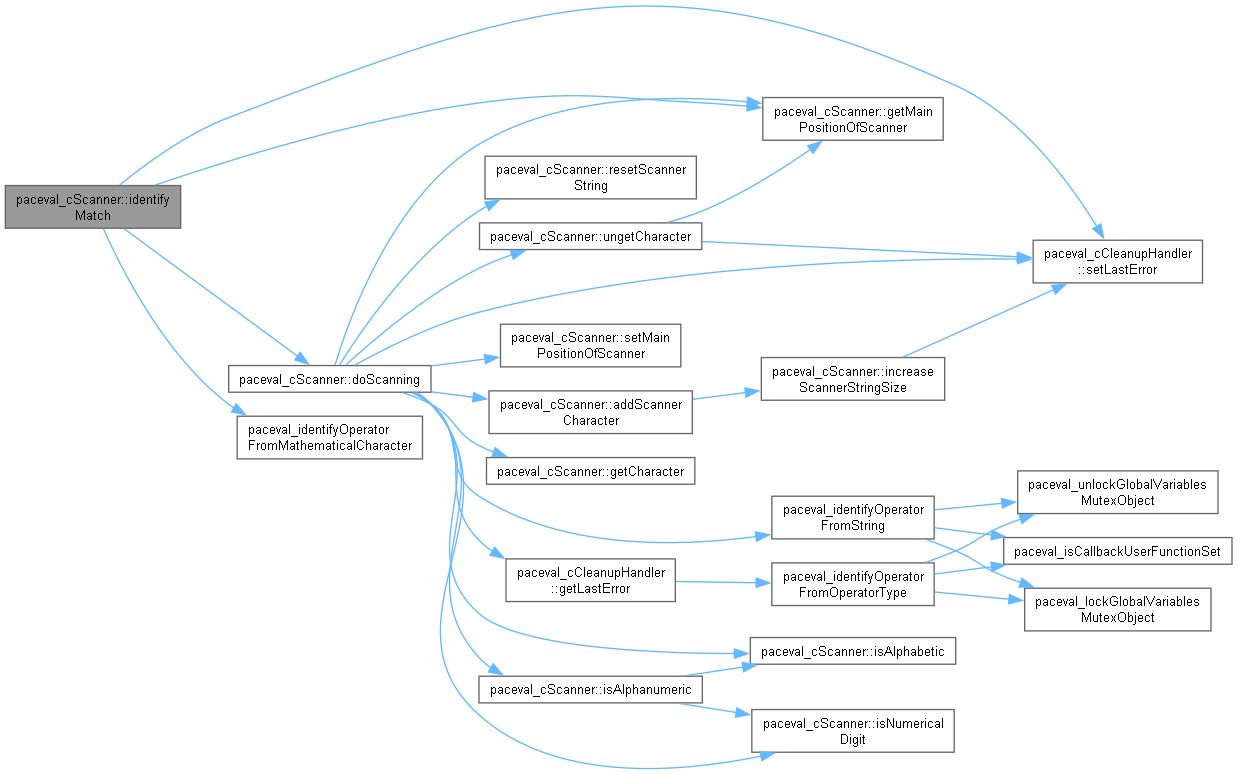 paceval_cScanner::identify
Match
paceval_cScanner::getMain
PositionOfScanner
paceval_cScanner::resetScanner
String
paceval_cScanner::ungetCharacter
paceval_cCleanupHandler
::setLastError
paceval_cScanner::setMain
PositionOfScanner
paceval_cScanner::doScanning
paceval_cScanner::increase
ScannerStringSize
paceval_cScanner::addScanner
Character
paceval_identifyOperator
FromMathematicalCharacter
paceval_cScanner::getCharacter
paceval_unlockGlobalVariables
MutexObject
paceval_identifyOperator
FromString
paceval_isCallbackUserFunctionSet
paceval_cCleanupHandler
::getLastError
paceval_identifyOperator
FromOperatorType
paceval_lockGlobalVariables
MutexObject
paceval_cScanner::isAlphabetic
paceval_cScanner::isAlphanumeric
paceval_cScanner::isNumerical
Digit